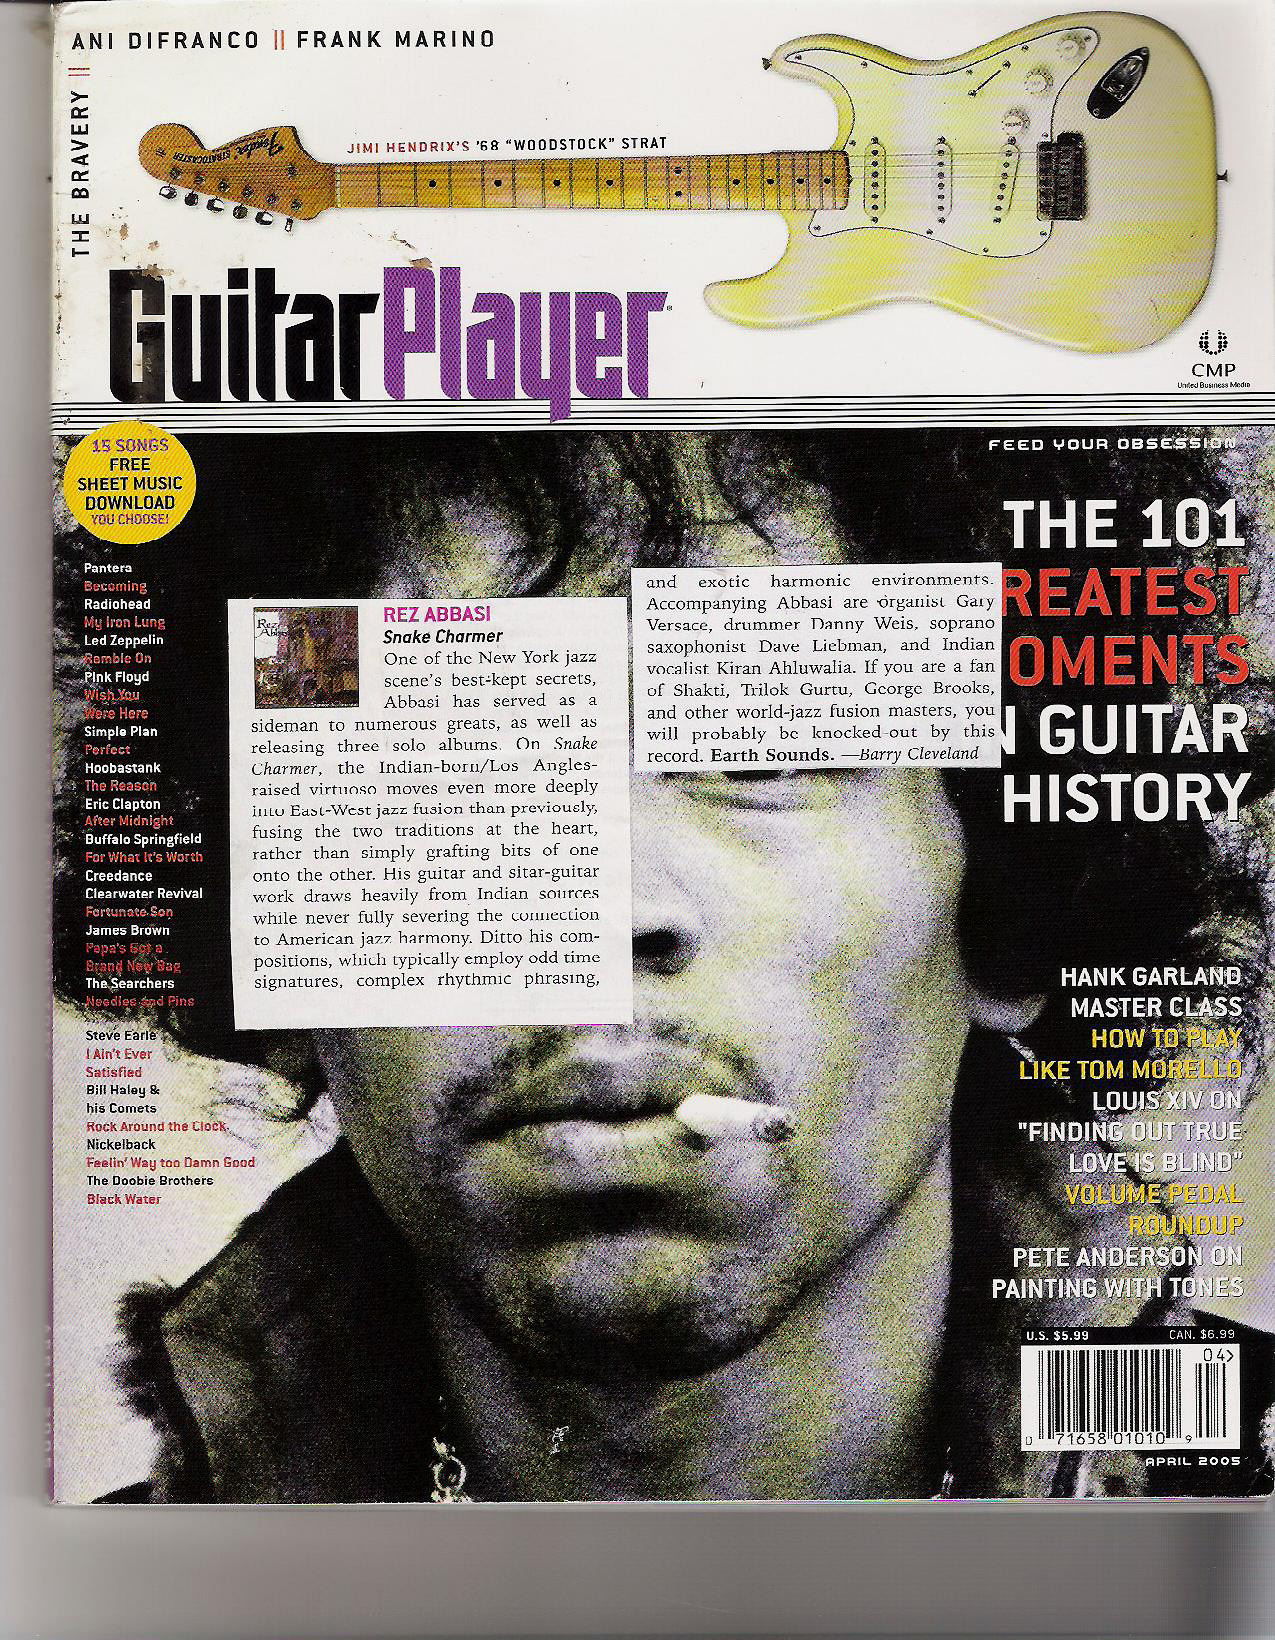 ANI DIFRANCO || FRANK MARINO
THE BRAVERY ||
JIMI HENDRIX'S '68 "WOODSTOCK" STRAT
Fender
STRATOCASTER
VOLUME
GuitarPlayer®
CMP
United Business Media
15 SONGS
FREE
SHEET MUSIC
DOWNLOAD
YOU CHOOSE!
FEED YOUR OBSESSION
Pantera
Becoming
Radiohead
My Iron Lung
Led Zeppelin
Ramble On
Pink Floyd
Wish You
Were Here
Simple Plan
Perfect
Hoobastank
The Reason
Eric Clapton
After Midnight
Buffalo Springfield
For What It's Worth
Creedance
Clearwater Revival
Fortunate Son
James Brown
Papa's Got a
Brand New Bag
The Searchers
Needles and Pins
Steve Earle
I Ain't Ever
Satisfied
Bill Haley &
his Comets
Rock Around the Clock
Nickelback
Feelin' Way too Damn Good
The Doobie Brothers
Black Water
Rez
Abbasi
REZ ABBASI
Snake Charmer
One of the New York jazz
scene's best-kept secrets,
Abbasi has served as a
sideman to numerous greats, as well as
releasing three solo albums. On Snake
Charmer, the Indian-born/Los Angles-
raised virtuoso moves even more deeply
into East-West jazz fusion than previously,
fusing the two traditions at the heart,
rather than simply grafting bits of one
onto the other. His guitar and sitar-guitar
work draws heavily from Indian sources
while never fully severing the connection
to American jazz harmony. Ditto his com-
positions, which typically employ odd time
signatures, complex rhythmic phrasing,
and exotic harmonic environments.
Accompanying Abbasi are organist Gary
Versace, drummer Danny Weis, soprano
saxophonist Dave Liebman, and Indian
vocalist Kiran Ahluwalia. If you are a fan
of Shakti, Trilok Gurtu, George Brooks,
and other world-jazz fusion masters, you
will probably be knocked out by this
record. Earth Sounds. —Barry Cleveland
THE 101
REATEST
OMENTS
N GUITAR
HISTORY
HANK GARLAND
MASTER CLASS
HOW TO PLAY
LIKE TOM MORELLO
LOUIS XIV ON
"FINDING OUT TRUE
LOVE IS BLIND"
VOLUME PEDAL
ROUNDUP
PETE ANDERSON ON
PAINTING WITH TONES
U.S. $5.99 CAN. $6.99
04>
0 71658 01010 9
APRIL 2005